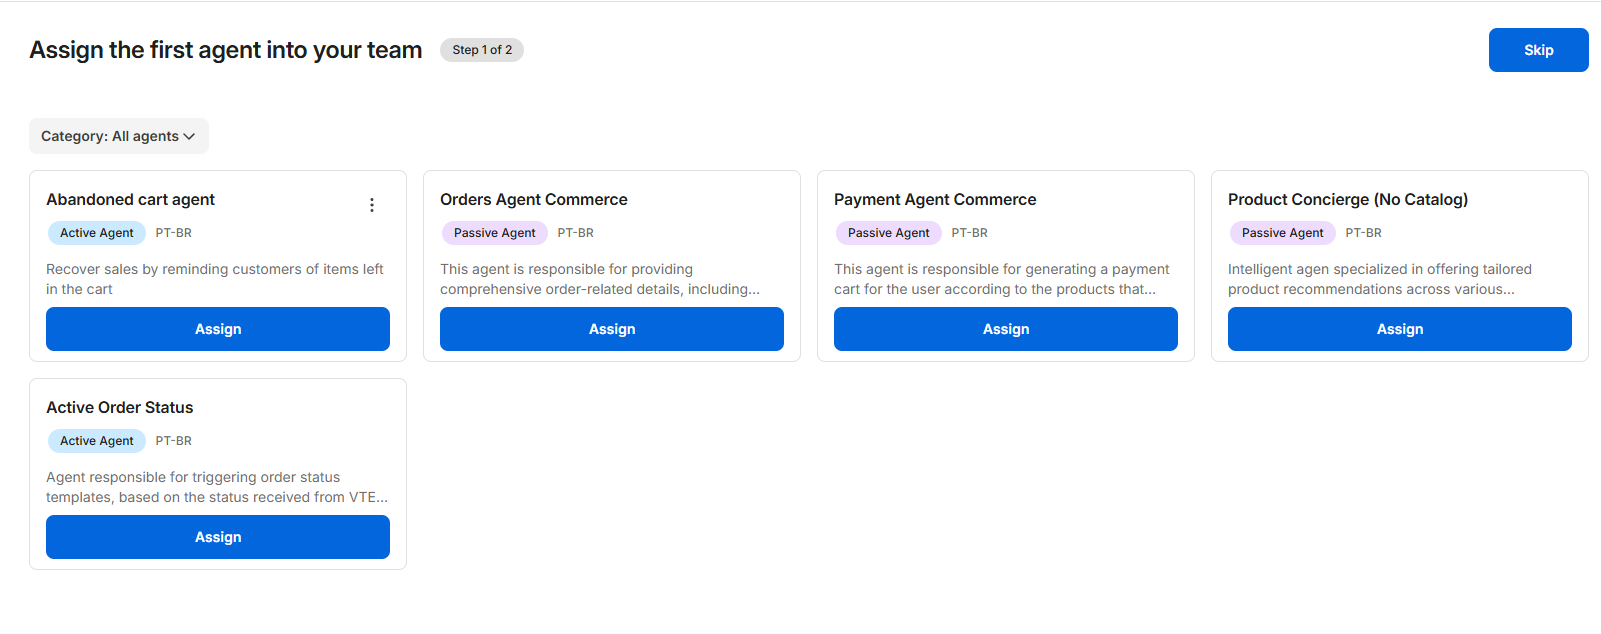 Assign the first agent into your team
Step 1 of 2
Skip
Category: All agents
Abandoned cart agent
Active Agent PT-BR
Recover sales by reminding customers of items left
in the cart
Assign
Orders Agent Commerce
Passive Agent PT-BR
This agent is responsible for providing
comprehensive order-related details, including...
Assign
Payment Agent Commerce
Passive Agent PT-BR
This agent is responsible for generating a payment
cart for the user according to the products that...
Assign
Product Concierge (No Catalog)
Passive Agent PT-BR
Intelligent agen specialized in offering tailored
product recommendations across various...
Assign
Active Order Status
Active Agent PT-BR
Agent responsible for triggering order status
templates, based on the status received from VTE...
Assign